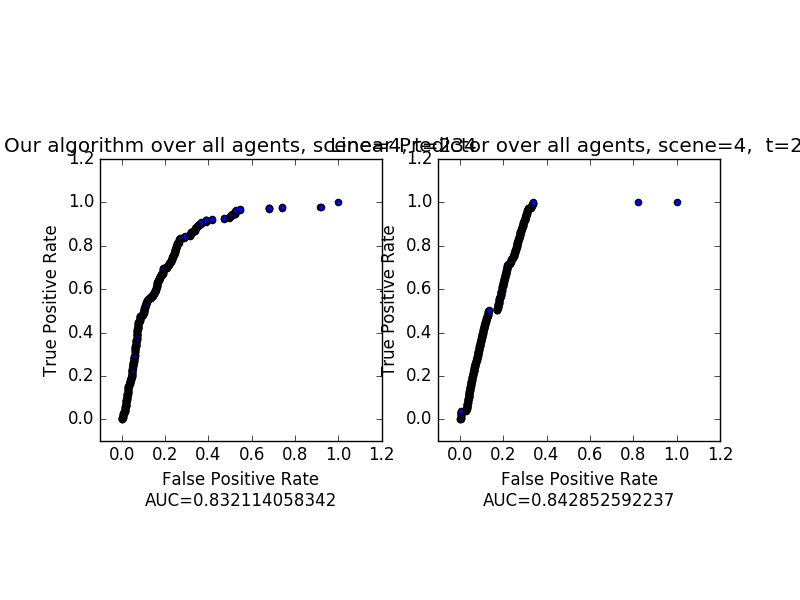 Our algorithm over all agents, scene=4, t=234
Linear Predictor over all agents, scene=4, t=2
1.2
1.0
0.8
0.6
0.4
0.2
0.0
True Positive Rate
0.0 0.2 0.4 0.6 0.8 1.0 1.2
False Positive Rate
AUC=0.832114058342
1.2
1.0
0.8
0.6
0.4
0.2
0.0
True Positive Rate
0.0 0.2 0.4 0.6 0.8 1.0 1.2
False Positive Rate
AUC=0.842852592237